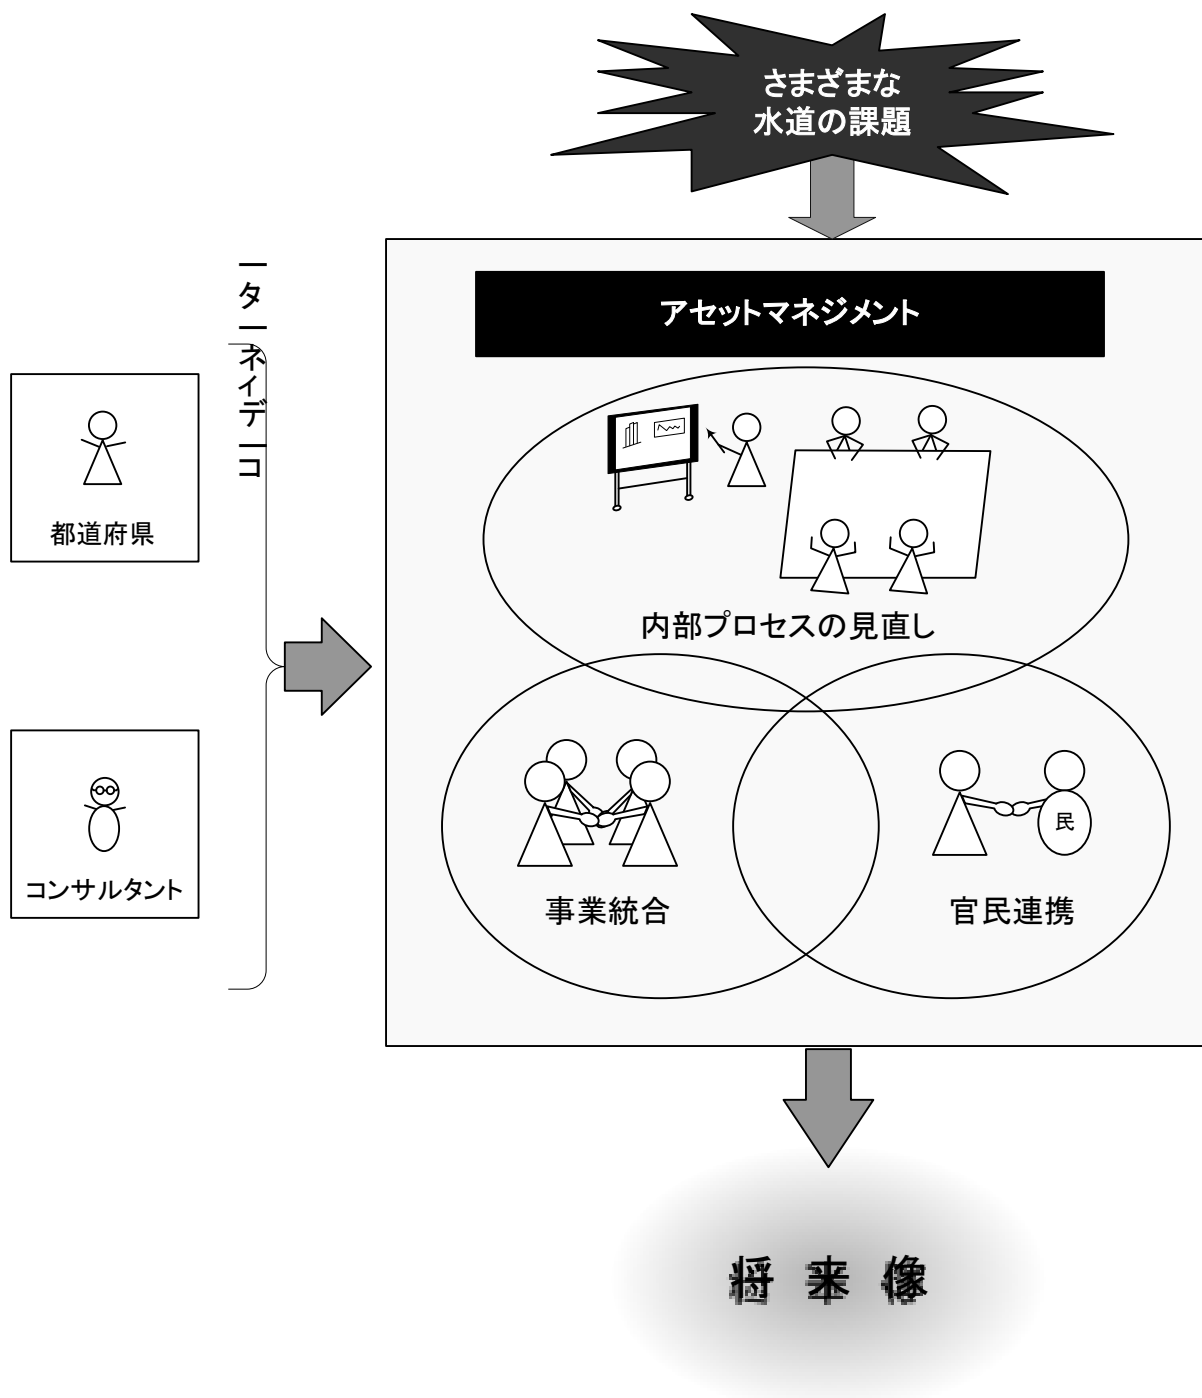 さまざまな
水道の課題
アセットマネジメント
コーディネーター
都道府県
コンサルタント
内部プロセスの見直し
民
事業統合
官民連携
将来像